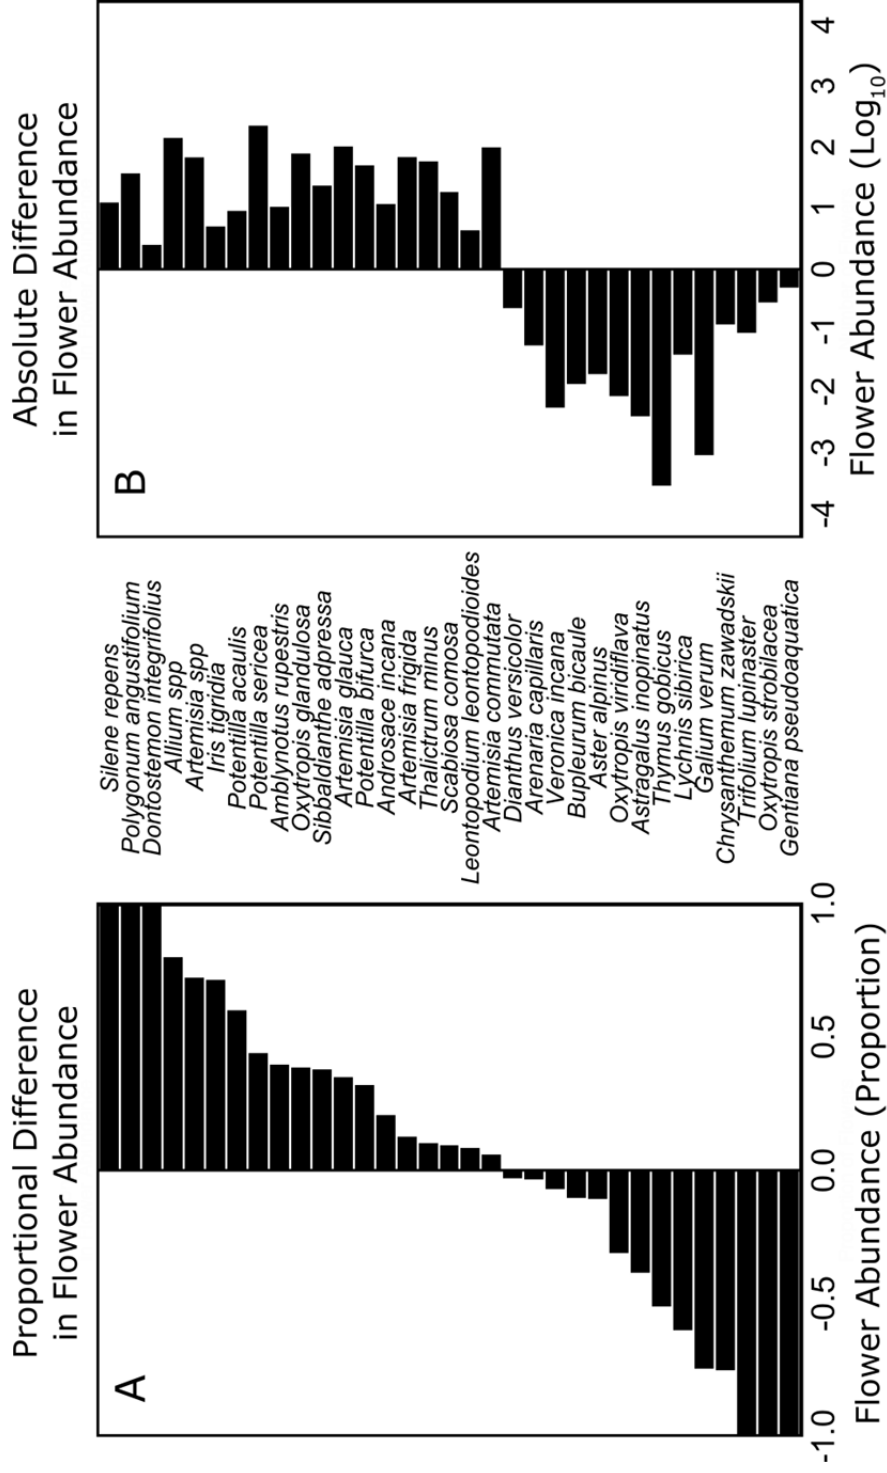 Proportional Difference
in Flower Abundance
A
-1.0
-0.5
0.0
0.5
1.0
Flower Abundance (Proportion)
Silene repens
Polygonum angustifolium
Dontostemon integrifolius
Allium spp
Artemisia spp
Iris tigridia
Potentilla acaulis
Potentilla sericea
Amblynotus rupestris
Oxytropis glandulosa
Sibbaldianthe adpressa
Artemisia glauca
Potentilla bifurca
Androsace incana
Artemisia frigida
Thalictrum minus
Scabiosa comosa
Leontopodium leontopodioides
Artemisia commutata
Dianthus versicolor
Arenaria capillaris
Veronica incana
Bupleurum bicaule
Aster alpinus
Oxytropis viridiflava
Astragalus inopinatus
Thymus gobicus
Lychnis sibirica
Galium verum
Chrysanthemum zawadskii
Trifolium lupinaster
Oxytropis strobilacea
Gentiana pseudoaquatica
Absolute Difference
in Flower Abundance
B
-4
-3
-2
-1
0
1
2
3
4
Flower Abundance (Log₁₀)